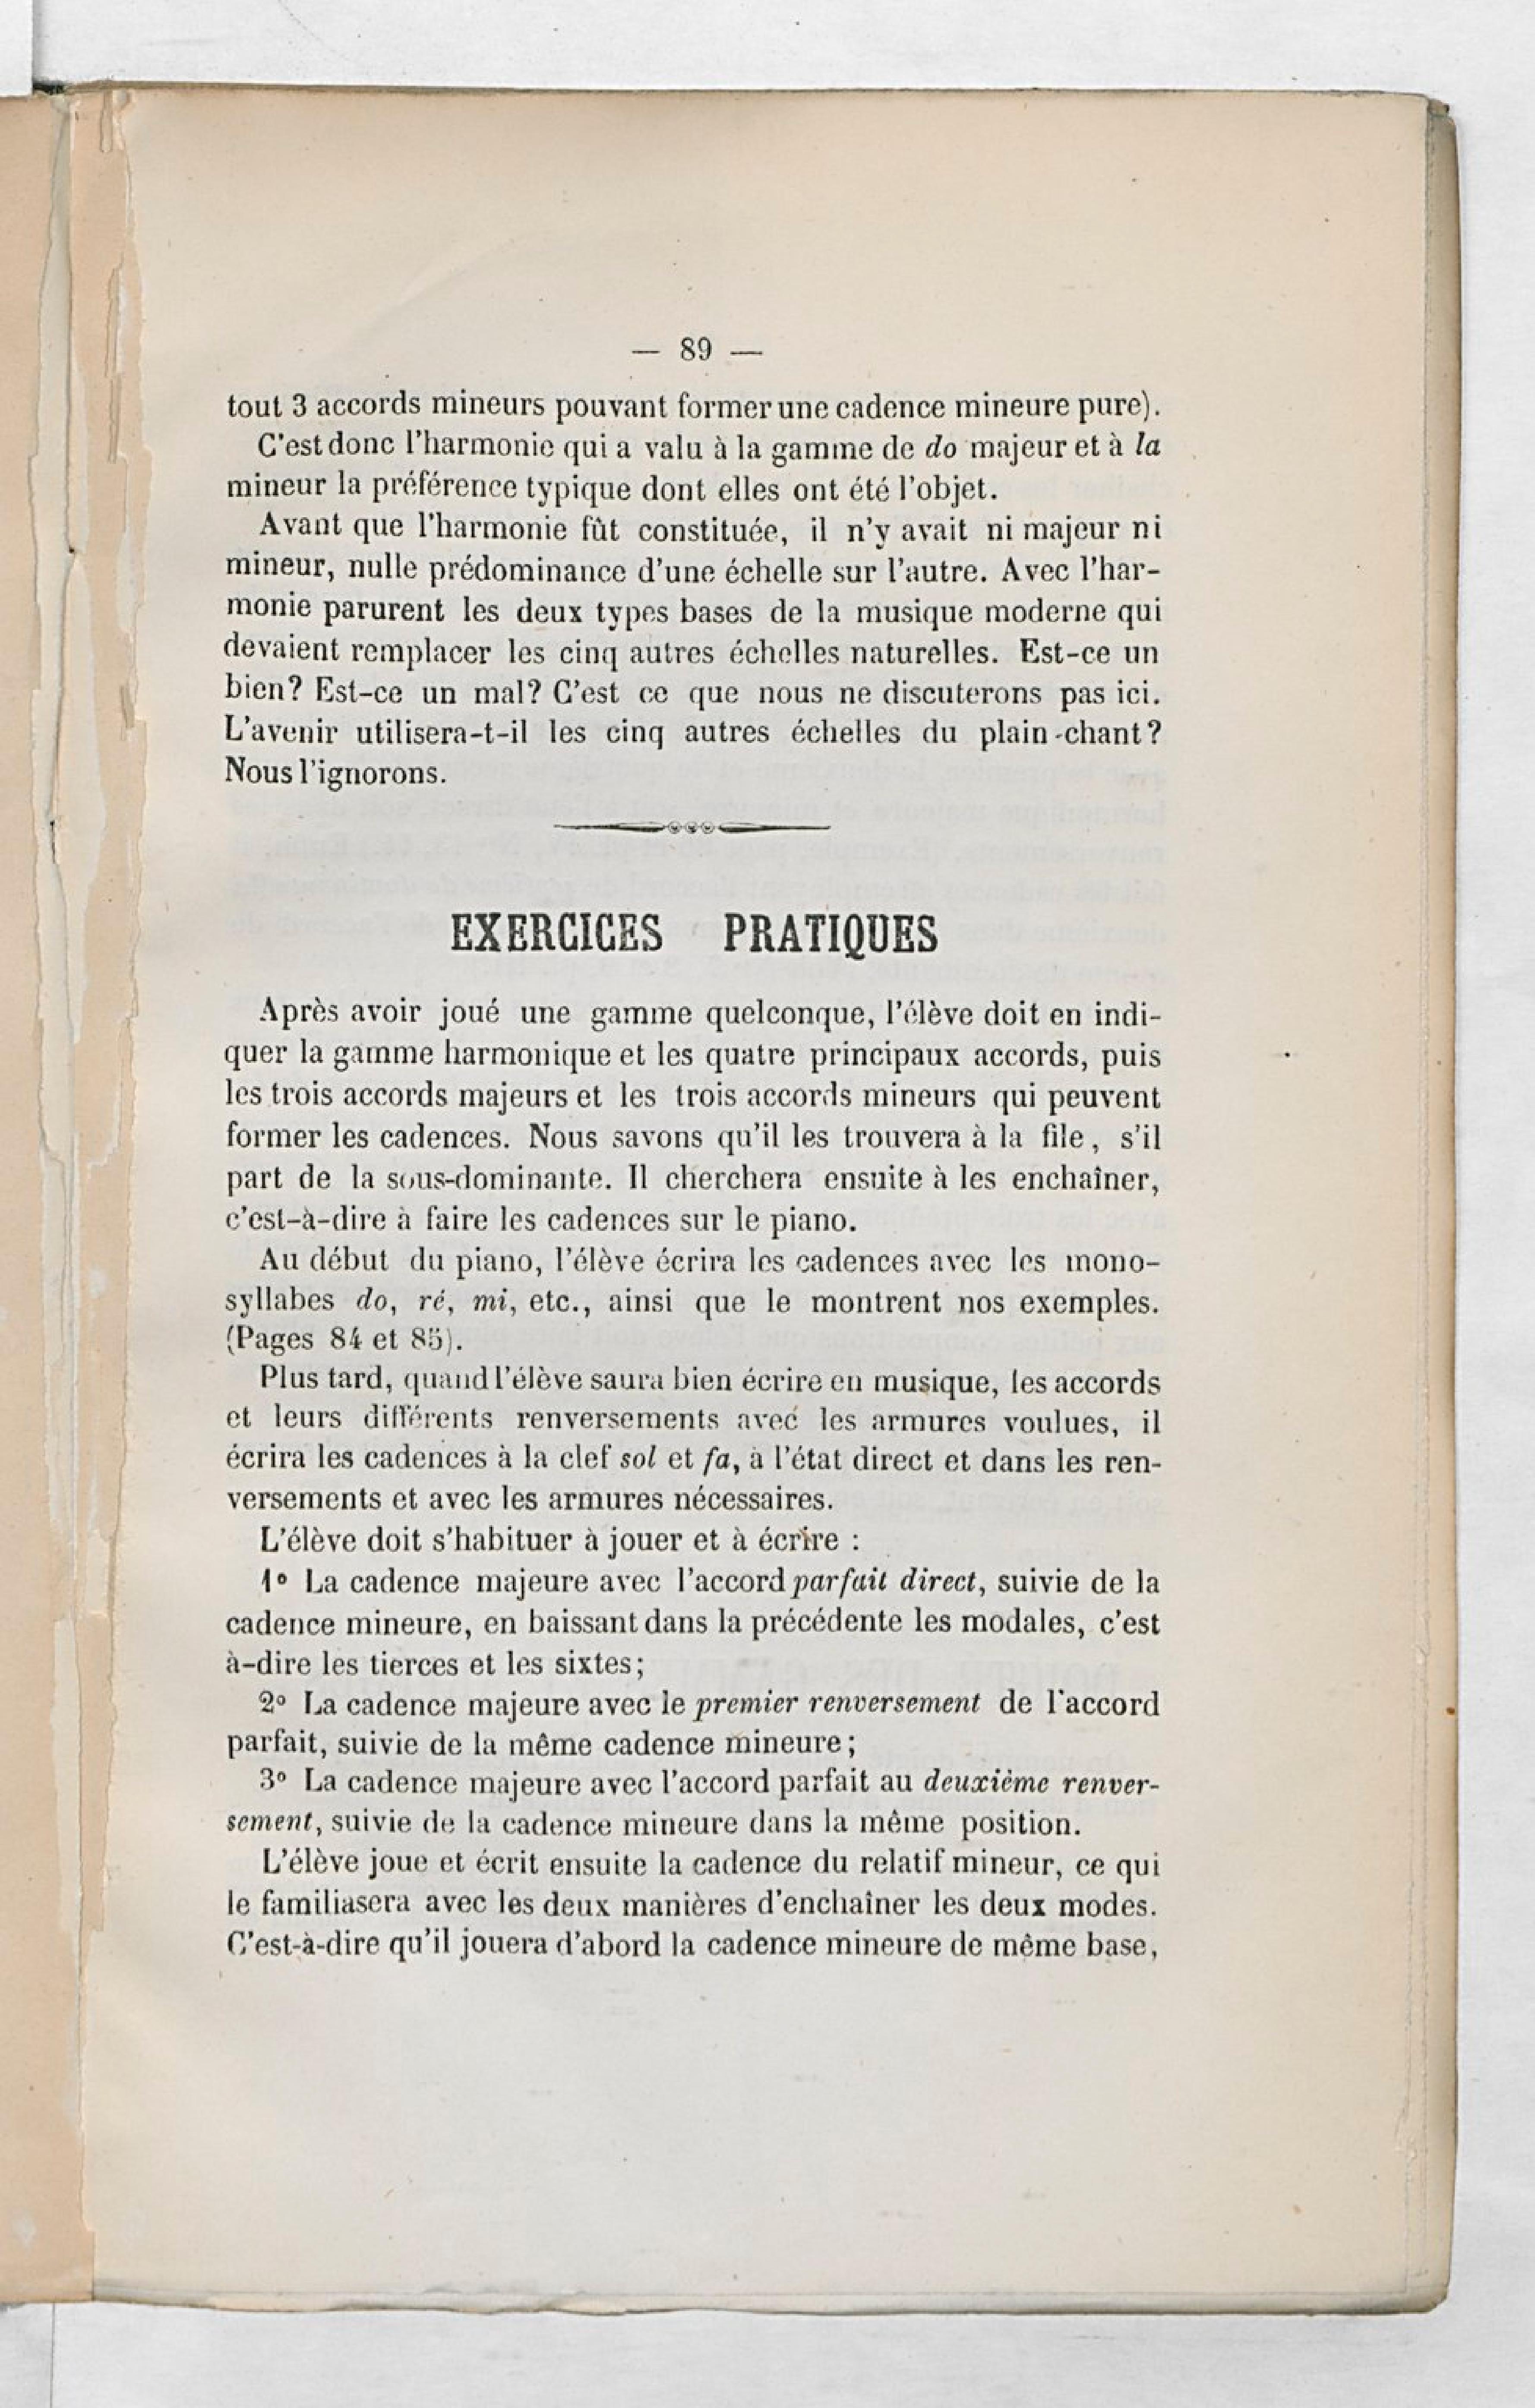 — 89 —
tout 3 accords mineurs pouvant former une cadence mineure pure).
C'est donc l'harmonie qui a valu à la gamme de do majeur et à la
mineur la préférence typique dont elles ont été l'objet.
Avant que l'harmonie fût constituée, il n'y avait ni majeur ni
mineur, nulle prédominance d'une échelle sur l'autre. Avec l'har-
monie parurent les deux types bases de la musique moderne qui
devaient remplacer les cinq autres échelles naturelles. Est-ce un
bien? Est-ce un mal? C'est ce que nous ne discuterons pas ici.
L'avenir utilisera-t-il les cinq autres échelles du plain-chant?
Nous l'ignorons.
EXERCICES PRATIQUES
Après avoir joué une gamme quelconque, l'élève doit en indi-
quer la gamme harmonique et les quatre principaux accords, puis
les trois accords majeurs et les trois accords mineurs qui peuvent
former les cadences. Nous savons qu'il les trouvera à la file, s'il
part de la sous-dominante. Il cherchera ensuite à les enchaîner,
c'est-à-dire à faire les cadences sur le piano.
Au début du piano, l'élève écrira les cadences avec les mono-
syllabes do, ré, mi, etc., ainsi que le montrent nos exemples.
(Pages 84 et 85).
Plus tard, quand l'élève saura bien écrire en musique, les accords
et leurs différents renversements avec les armures voulues, il
écrira les cadences à la clef sol et fa, à l'état direct et dans les ren-
versements et avec les armures nécessaires.
L'élève doit s'habituer à jouer et à écrire :
1° La cadence majeure avec l'accord parfait direct, suivie de la
cadence mineure, en baissant dans la précédente les modales, c'est
à-dire les tierces et les sixtes;
2° La cadence majeure avec le premier renversement de l'accord
parfait, suivie de la même cadence mineure;
3° La cadence majeure avec l'accord parfait au deuxième renver-
sement, suivie de la cadence mineure dans la même position.
L'élève joue et écrit ensuite la cadence du relatif mineur, ce qui
le familiasera avec les deux manières d'enchaîner les deux modes.
C'est-à-dire qu'il jouera d'abord la cadence mineure de même base,